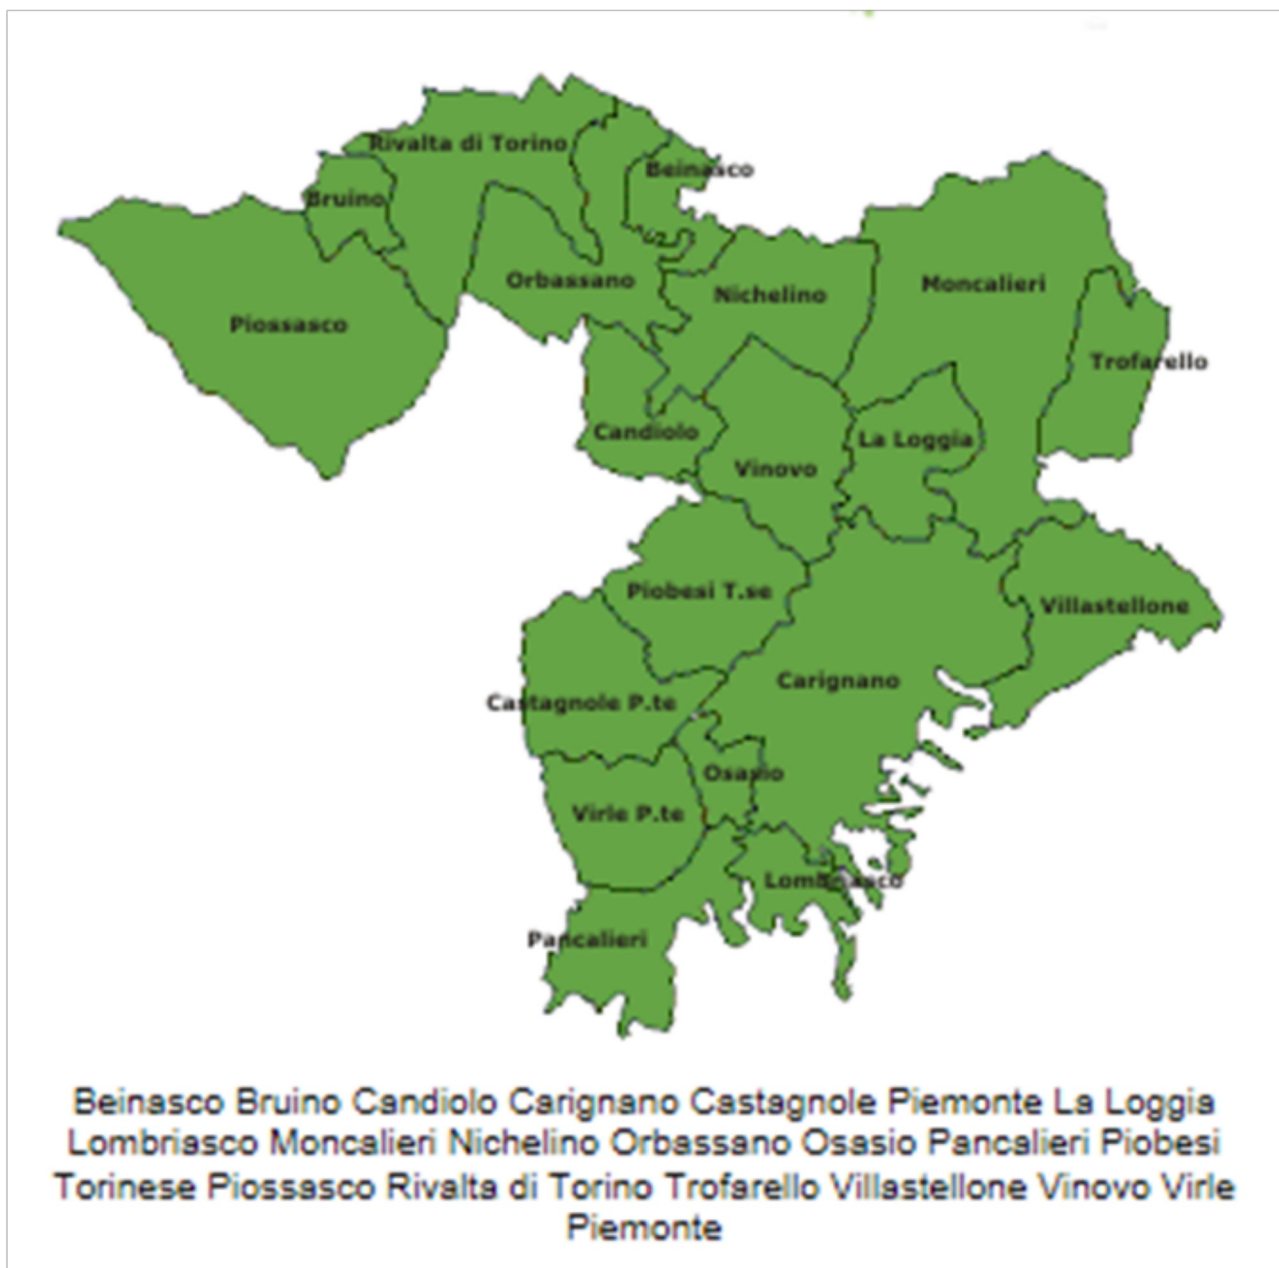 Rivalta di Torino
Beinasco
Bruino
Orbassano
Nichelino
Moncalieri
Piossasco
Trofarello
Candiolo
La Loggia
Vinovo
Piobesi T.se
Villastellone
Carignano
Castagnole P.te
Osasio
Virle P.te
Lombriasco
Pancalieri
Beinasco Bruino Candiolo Carignano Castagnole Piemonte La Loggia
Lombriasco Moncalieri Nichelino Orbassano Osasio Pancalieri Piobesi
Torinese Piossasco Rivalta di Torino Trofarello Villastellone Vinovo Virle
Piemonte